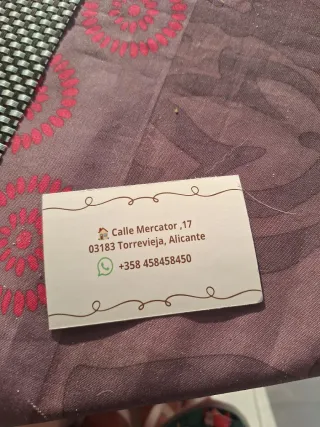 Calle Mercator ,17
03183 Torrevieja, Alicante
+358 458458450